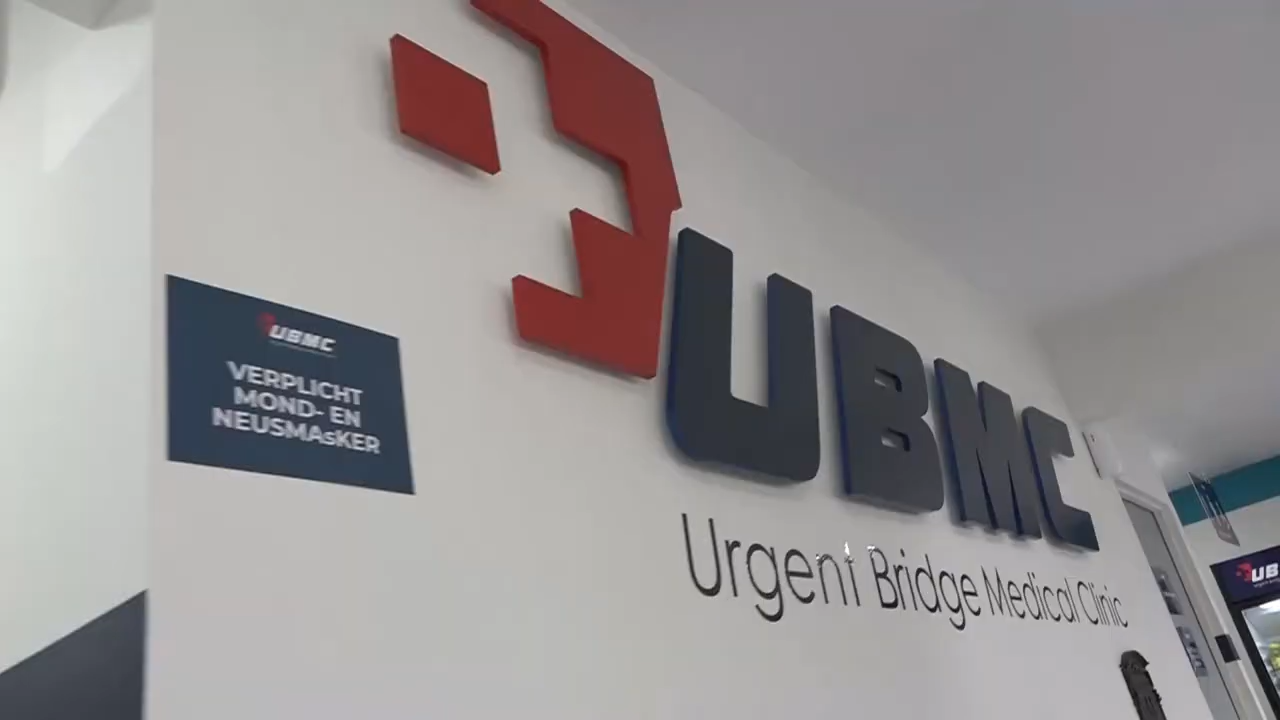 UBMC
VERPLICHT
MOND- EN
NEUSMAsKER
UBMC
Urgent Bridge Medical Clinic
UB